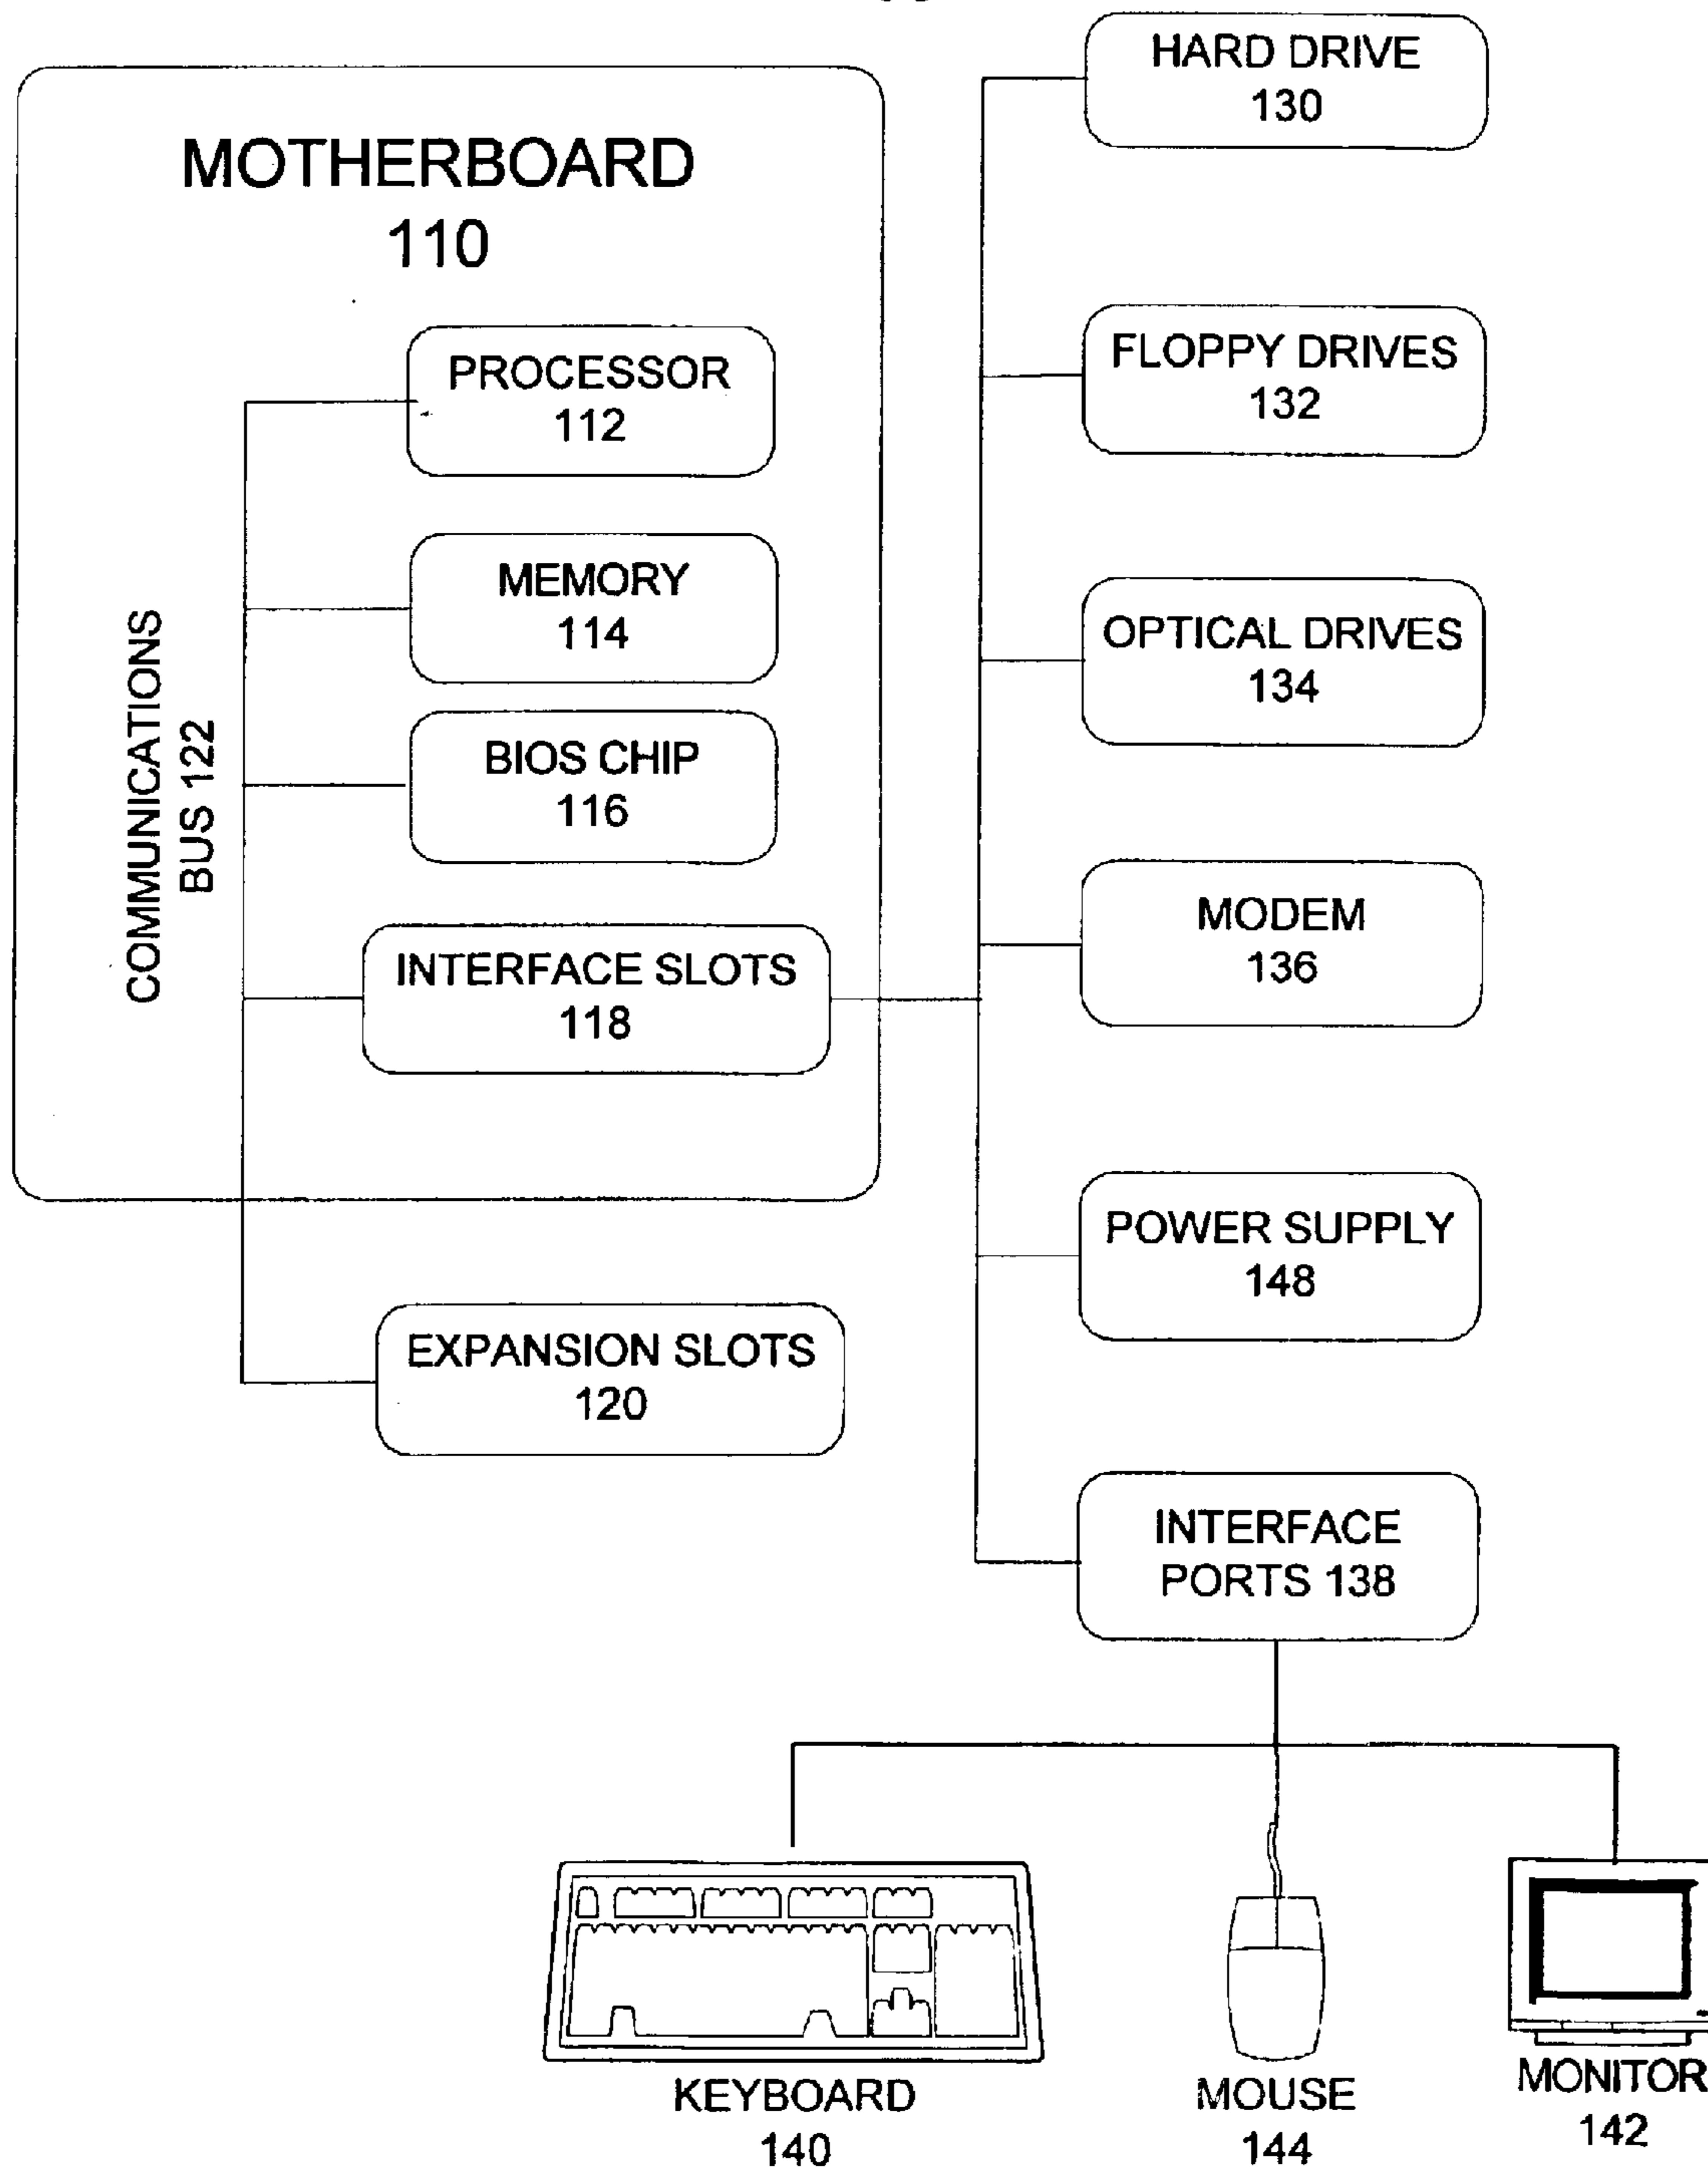 MOTHERBOARD
110
PROCESSOR
112
MEMORY
114
BIOS CHIP
116
INTERFACE SLOTS
118
COMMUNICATIONS
BUS 122
EXPANSION SLOTS
120
HARD DRIVE
130
FLOPPY DRIVES
132
OPTICAL DRIVES
134
MODEM
136
POWER SUPPLY
148
INTERFACE
PORTS 138
KEYBOARD
140
MOUSE
144
MONITOR
142